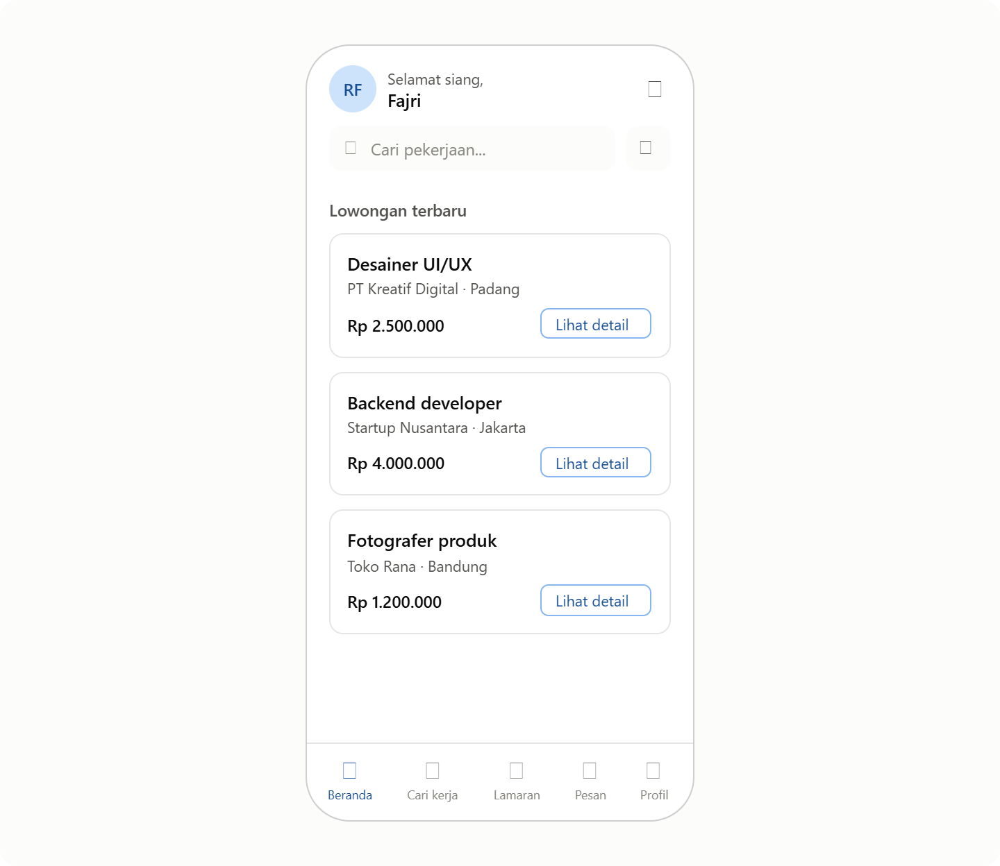 RF
Selamat siang,
Fajri
Cari pekerjaan...
Lowongan terbaru
Desainer UI/UX
PT Kreatif Digital · Padang
Rp 2.500.000
Lihat detail
Backend developer
Startup Nusantara · Jakarta
Rp 4.000.000
Lihat detail
Fotografer produk
Toko Rana · Bandung
Rp 1.200.000
Lihat detail
Beranda
Cari kerja
Lamaran
Pesan
Profil